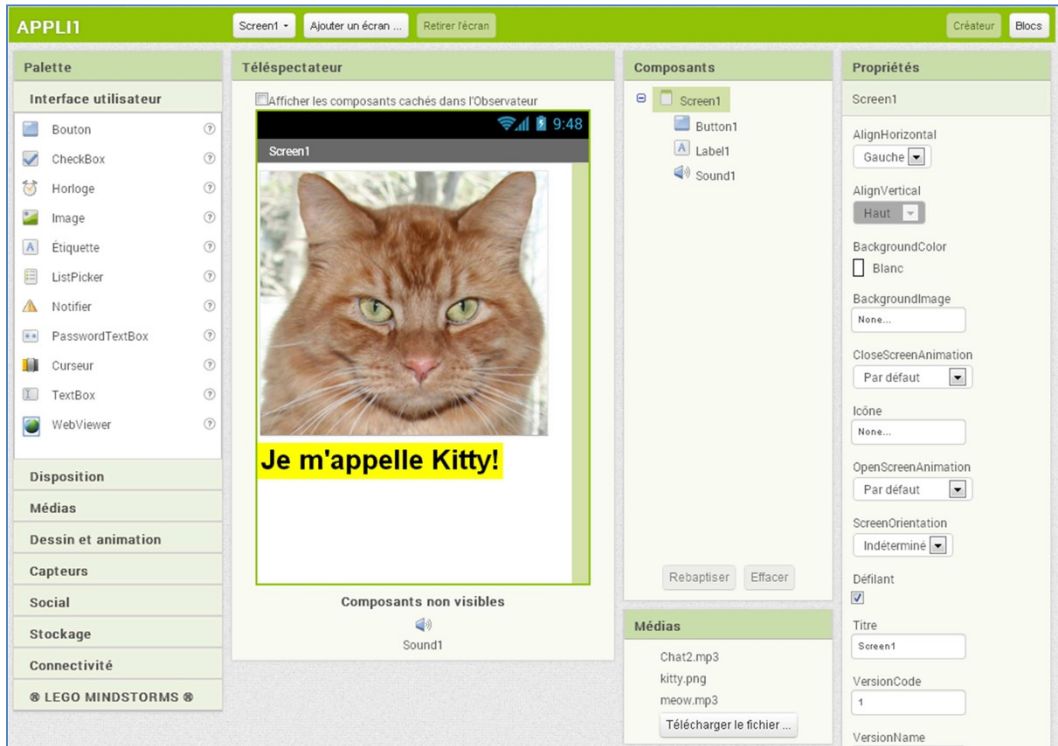 APPLI1
Screen1
Ajouter un écran ...
Retirer l'écran
Créateur
Blocs
Palette
Interface utilisateur
Bouton
CheckBox
Horloge
Image
Étiquette
ListPicker
Notifier
PasswordTextBox
Curseur
TextBox
WebViewer
Disposition
Médias
Dessin et animation
Capteurs
Social
Stockage
Connectivité
® LEGO MINDSTORMS ®
Téléspectateur
Afficher les composants cachés dans l'Observateur
9:48
Screen1
Je m'appelle Kitty!
Composants non visibles
Sound1
Composants
Screen1
Button1
A Label1
Sound1
Rebaptiser
Effacer
Médias
Chat2.mp3
kitty.png
meow.mp3
Télécharger le fichier ...
Propriétés
Screen1
AlignHorizontal
Gauche
AlignVertical
Haut
BackgroundColor
Blanc
BackgroundImage
None...
CloseScreenAnimation
Par défaut
Icône
None...
OpenScreenAnimation
Par défaut
ScreenOrientation
Indéterminé
Défilant
Titre
Screen1
VersionCode
1
VersionName